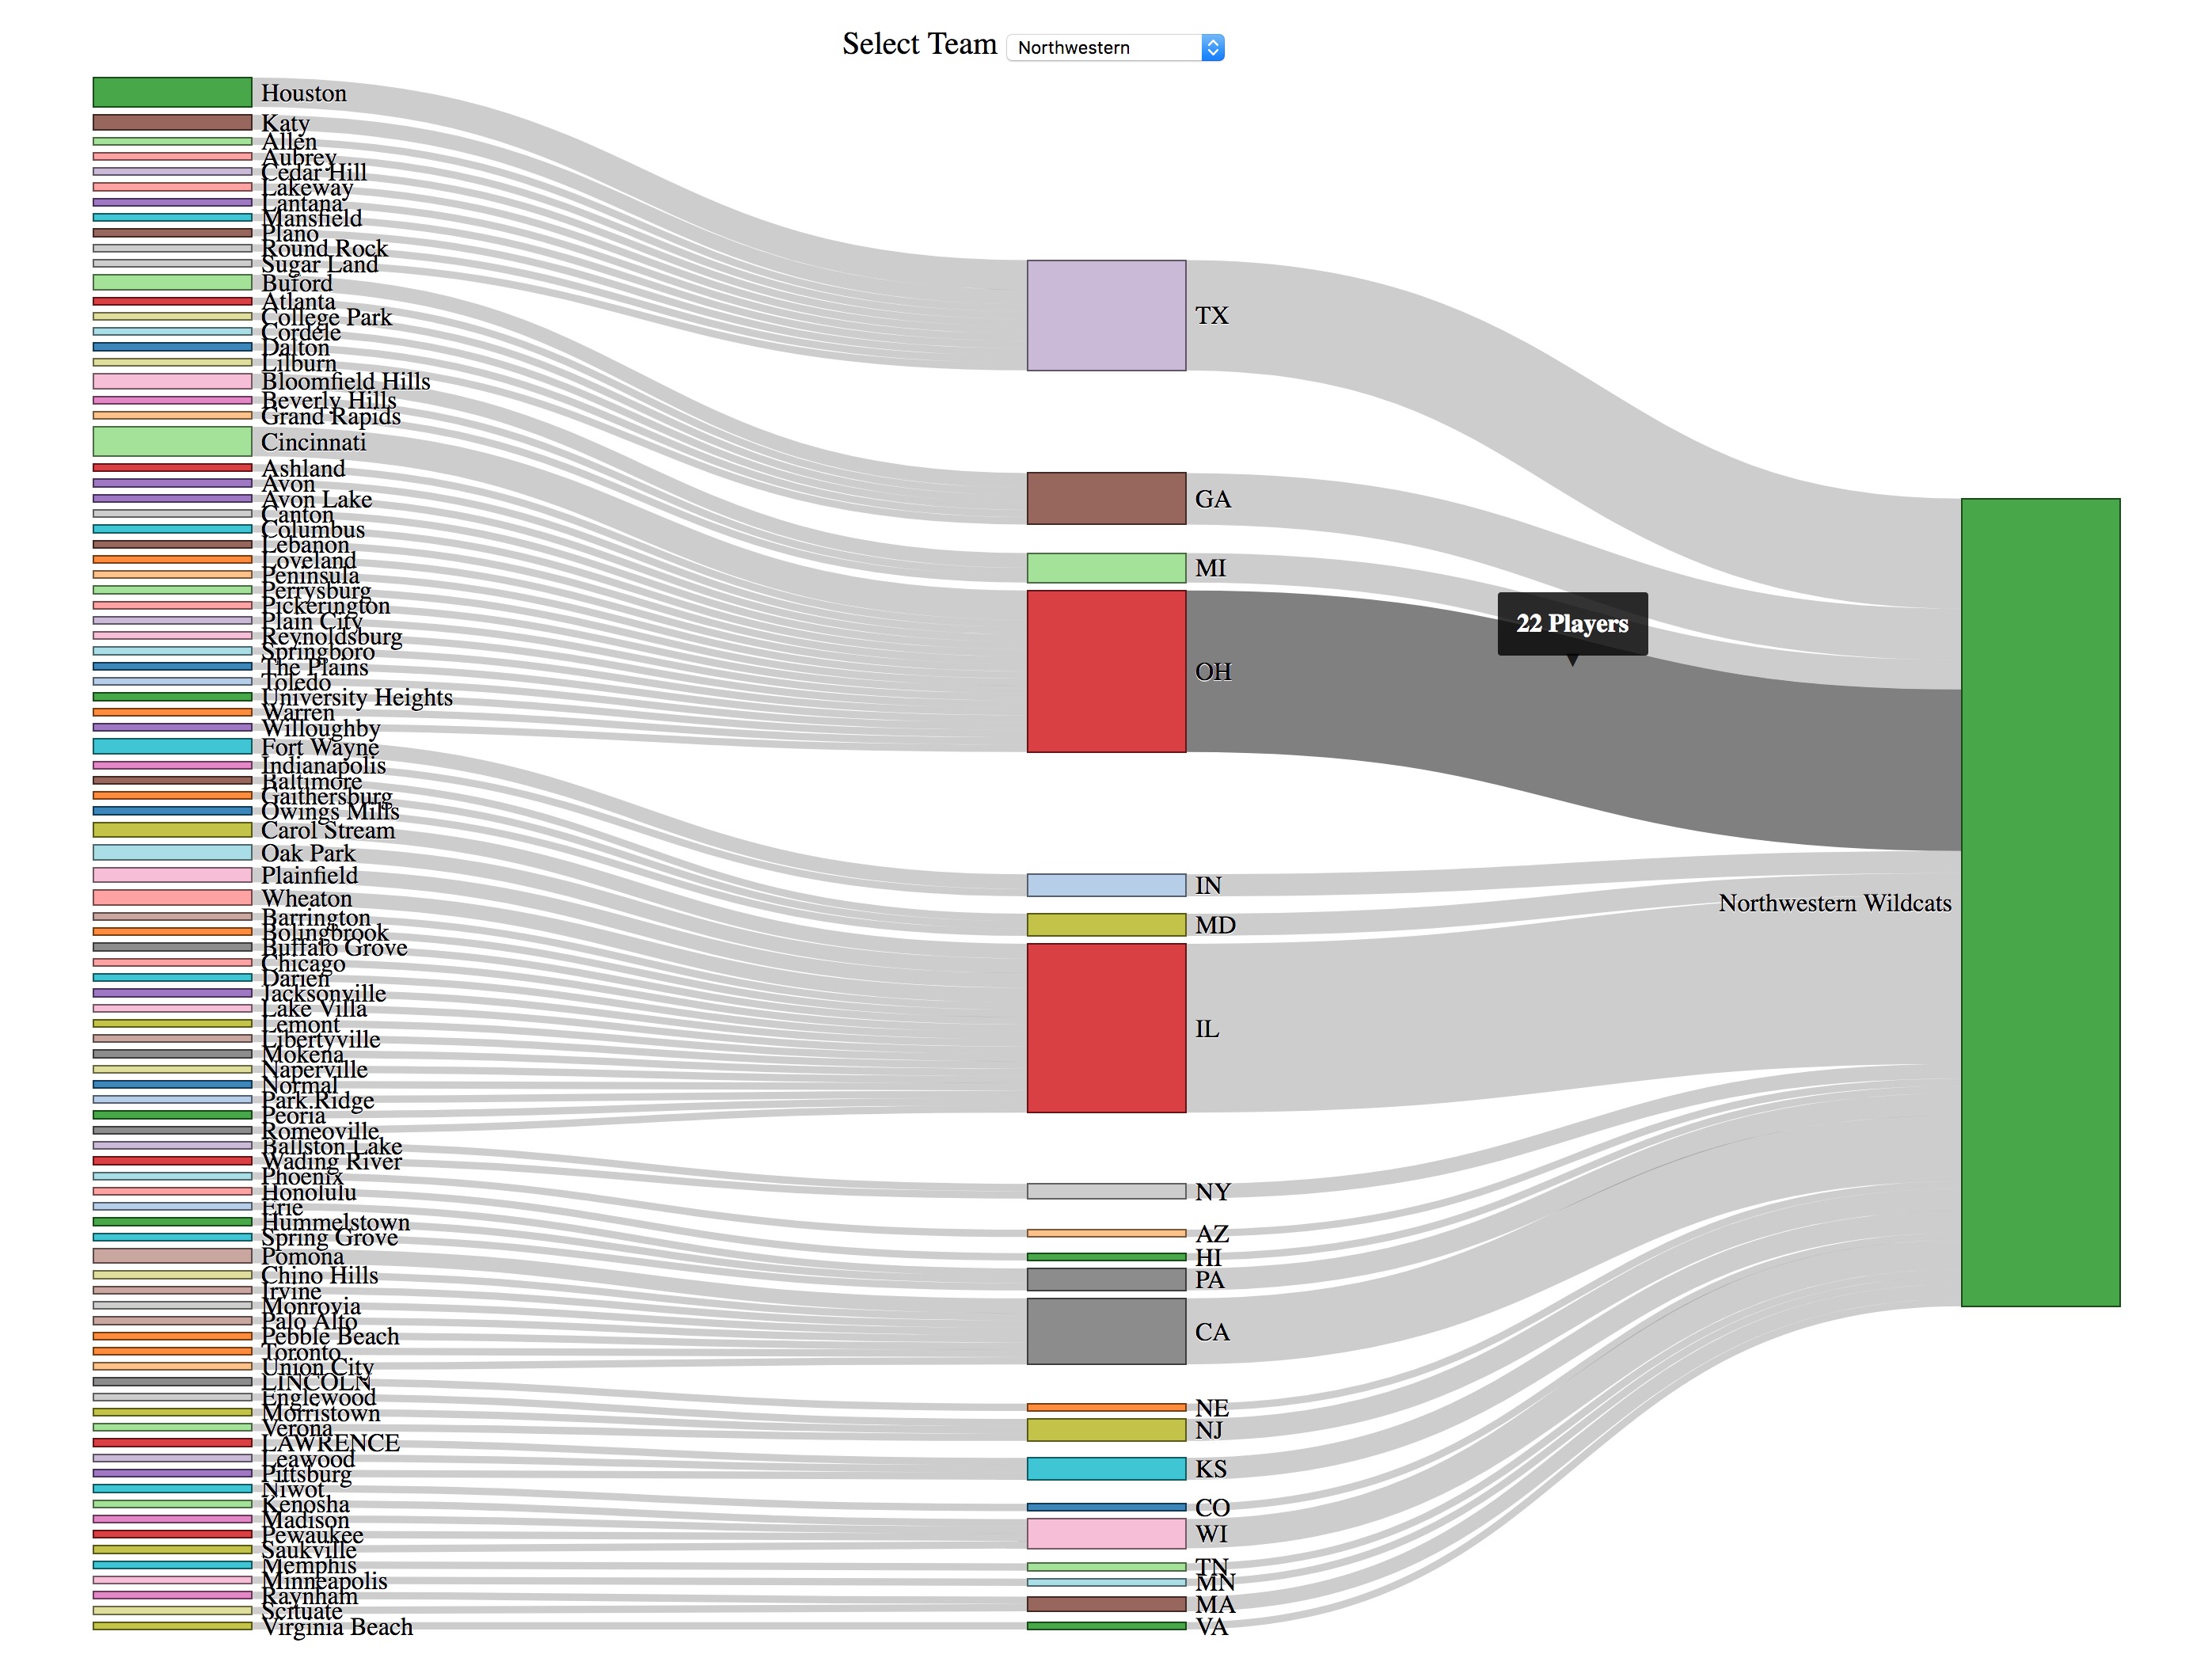 Select Team Northwestern
Houston
Katy
Allen
Aubrey
Cedar Hill
Lakeway
Lantana
Mansfield
Plano
Round Rock
Sugar Land
Buford
Atlanta
College Park
Cordele
Dalton
Lilburn
Bloomfield Hills
Beverly Hills
Grand Rapids
Cincinnati
Ashland
Avon
Avon Lake
Canton
Columbus
Lebanon
Loveland
Peninsula
Perrysburg
Pickerington
Plain City
Reynoldsburg
Springboro
The Plains
Toledo
University Heights
Warren
Willoughby
Fort Wayne
Indianapolis
Baltimore
Gaithersburg
Owings Mills
Carol Stream
Oak Park
Plainfield
Wheaton
Barrington
Bolingbrook
Buffalo Grove
Chicago
Darien
Jacksonville
Lake Villa
Lemont
Libertyville
Mokena
Naperville
Normal
Park Ridge
Peoria
Romeoville
Ballston Lake
Wading River
Phoenix
Honolulu
Erie
Hummelstown
Spring Grove
Pomona
Chino Hills
Irvine
Monrovia
Palo Alto
Pebble Beach
Toronto
Union City
LINCOLN
Englewood
Morristown
Verona
LAWRENCE
Leawood
Pittsburg
Niwot
Kenosha
Madison
Pewaukee
Saukville
Memphis
Minneapolis
Raynham
Scituate
Virginia Beach
TX
GA
MI
OH
IN
MD
IL
NY
AZ
HI
PA
CA
NE
NJ
KS
CO
WI
TN
MN
MA
VA
22 Players
Northwestern Wildcats